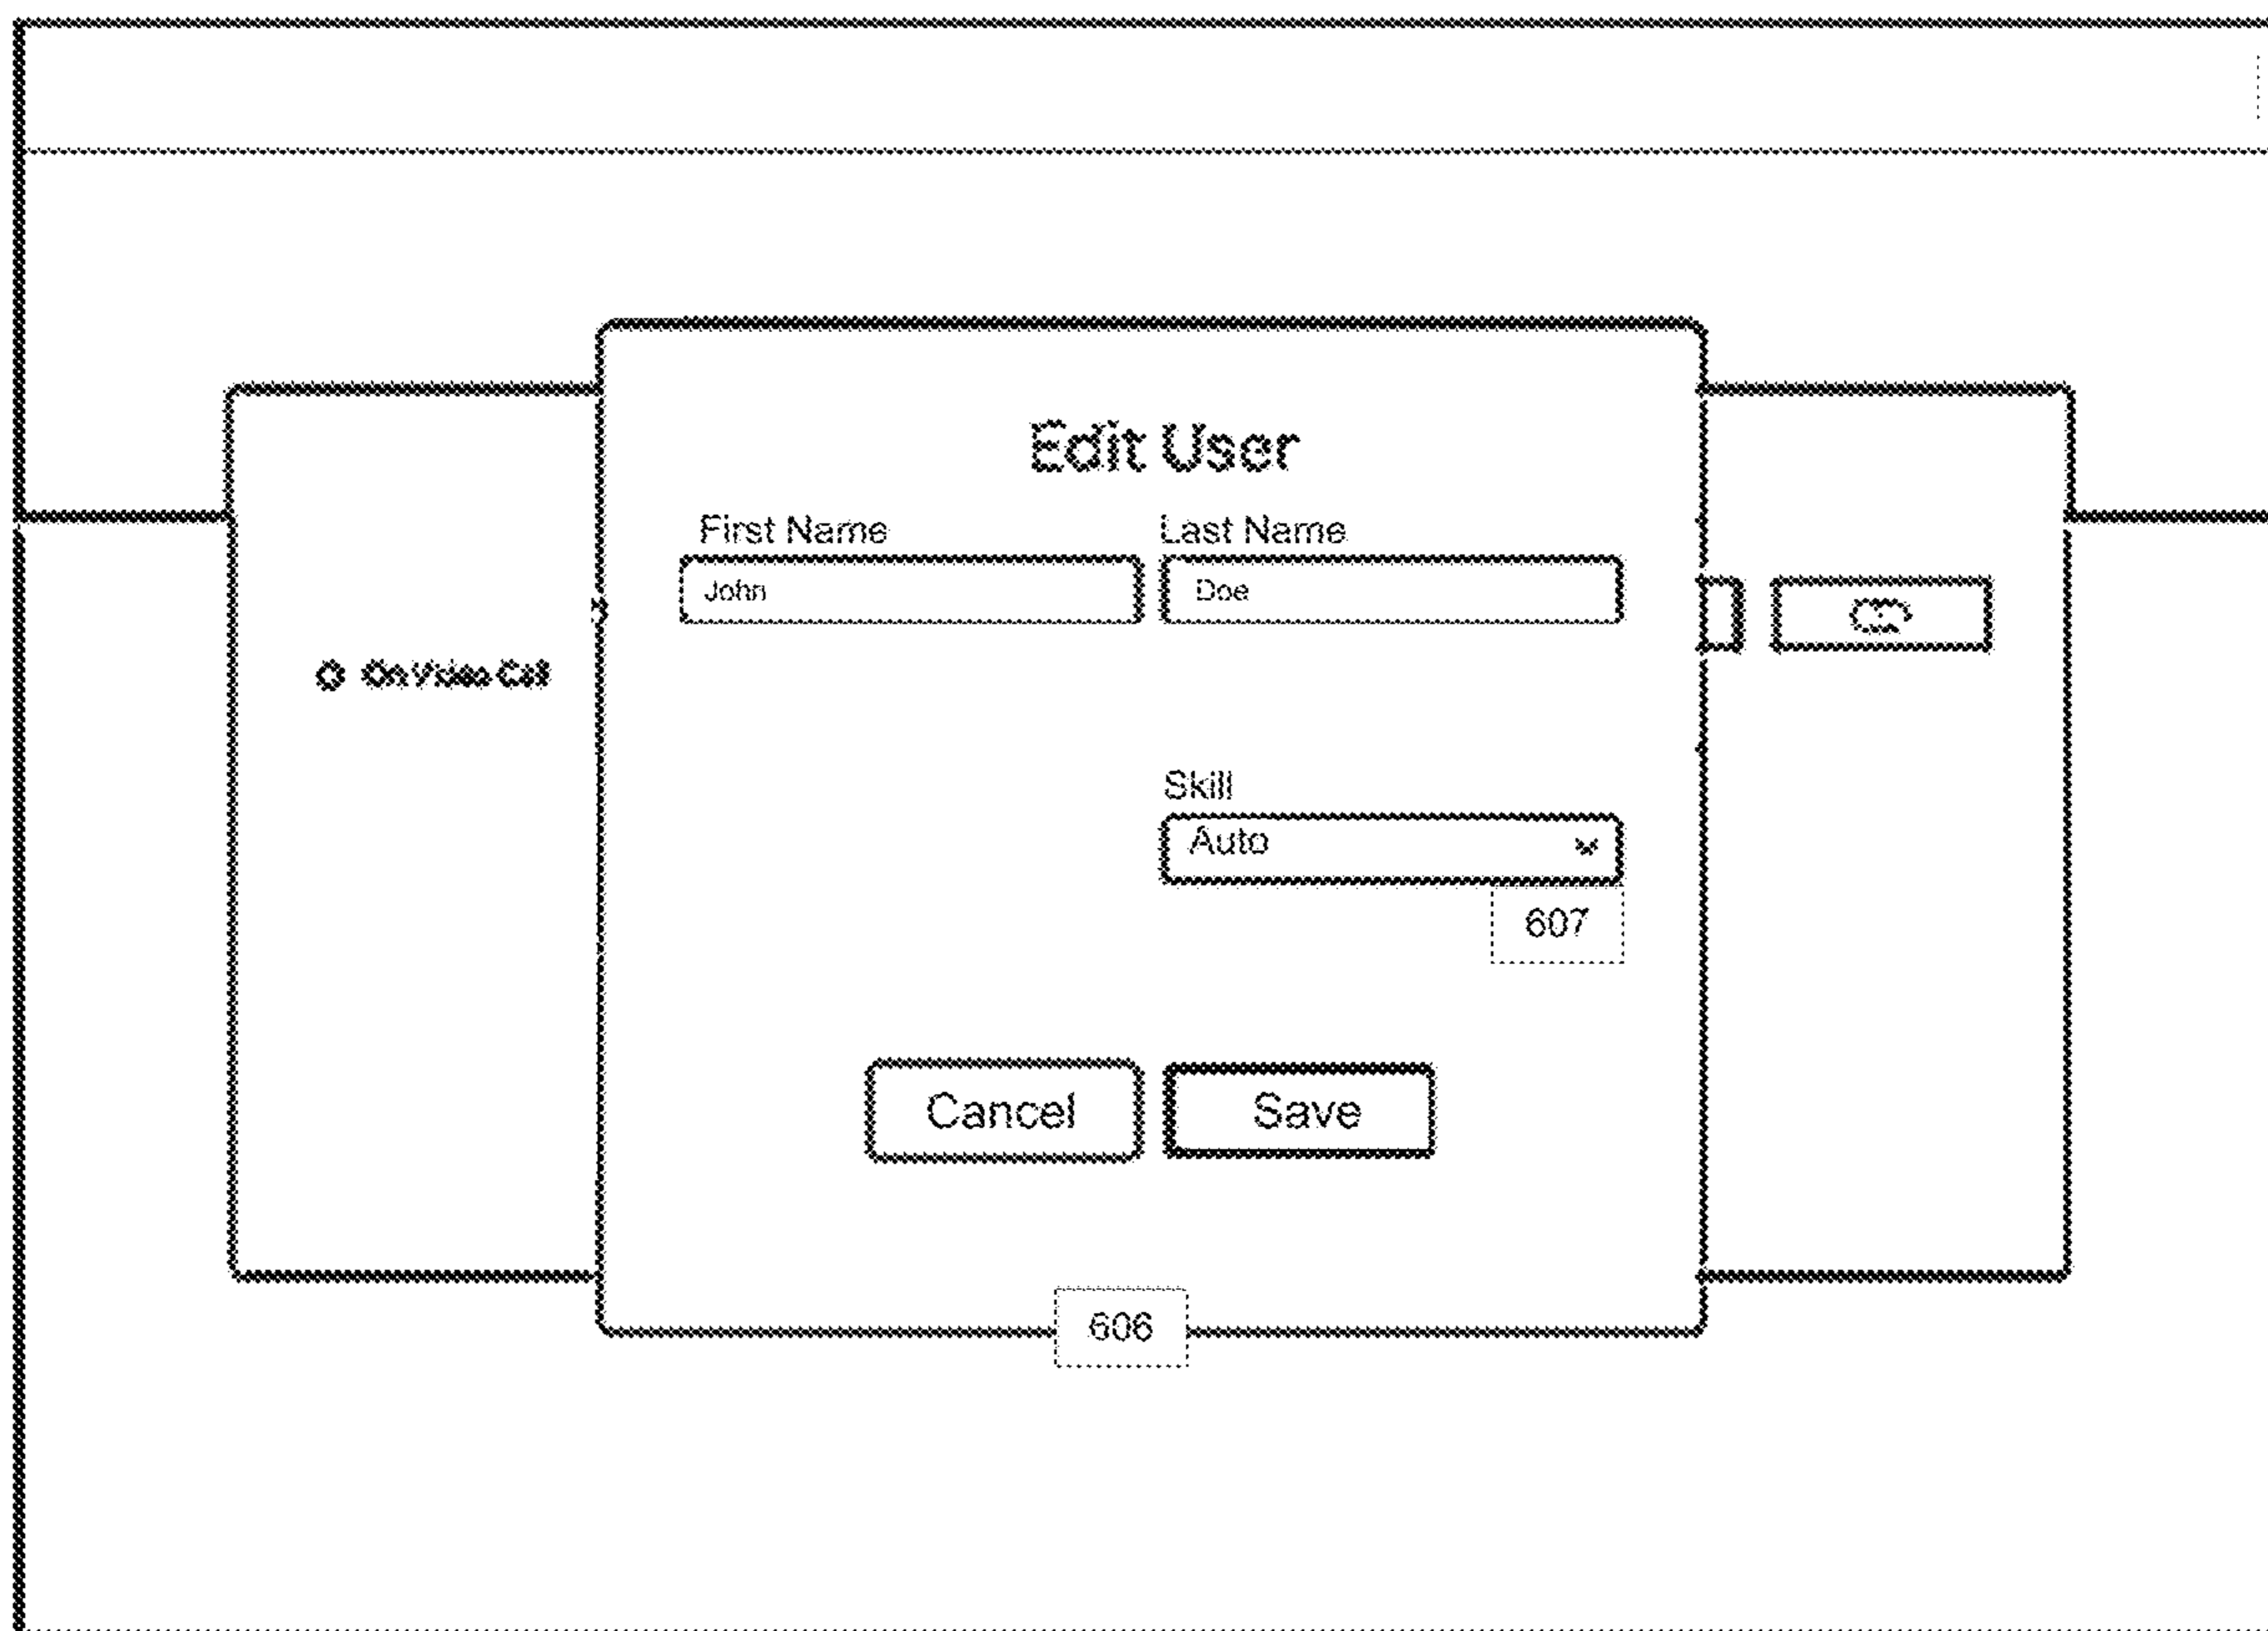 Edit User
First Name Last Name
John Doe
On Video Call
Skill
Auto
607
Cancel Save
606